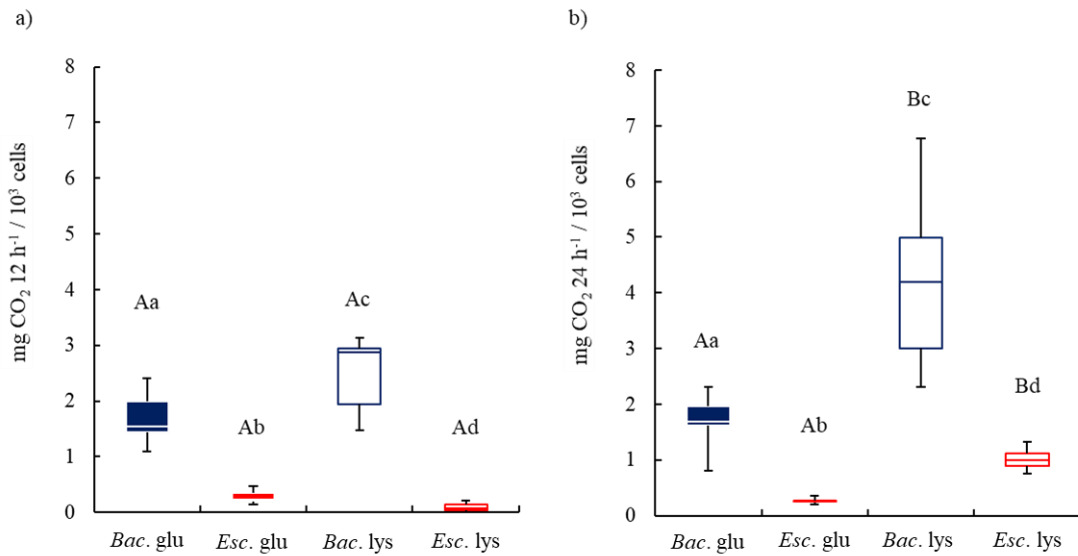 a)
mg CO₂ 12 h⁻¹ / 10³ cells
8
7
6
5
4
3
2
1
0
Aa
Ab
Ac
Ad
Bac. glu
Esc. glu
Bac. lys
Esc. lys
b)
mg CO₂ 24 h⁻¹ / 10³ cells
8
7
6
5
4
3
2
1
0
Aa
Ab
Bc
Bd
Bac. glu
Esc. glu
Bac. lys
Esc. lys